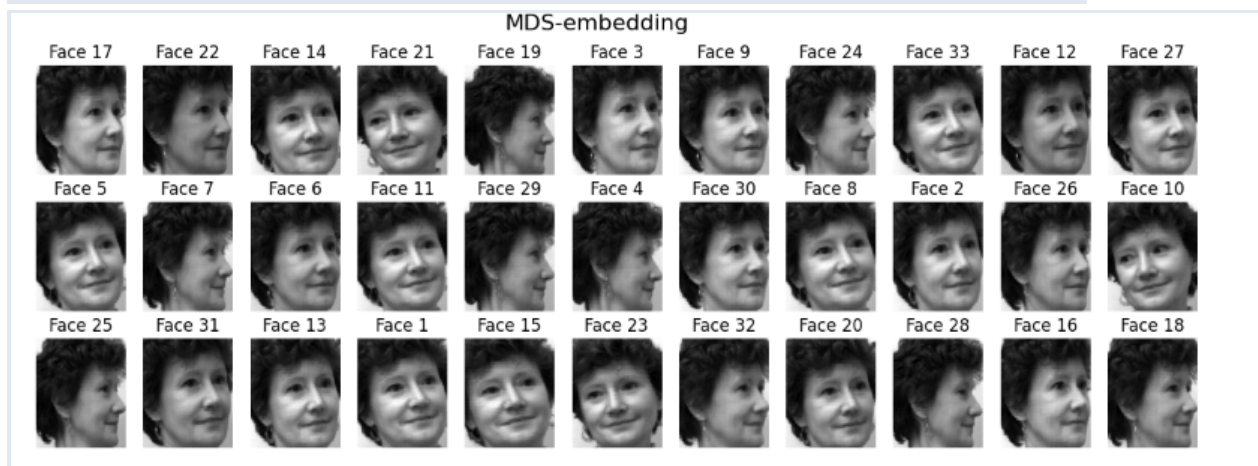 MDS-embedding
Face 17 Face 22 Face 14 Face 21 Face 19 Face 3 Face 9 Face 24 Face 33 Face 12 Face 27
Face 5 Face 7 Face 6 Face 11 Face 29 Face 4 Face 30 Face 8 Face 2 Face 26 Face 10
Face 25 Face 31 Face 13 Face 1 Face 15 Face 23 Face 32 Face 20 Face 28 Face 16 Face 18